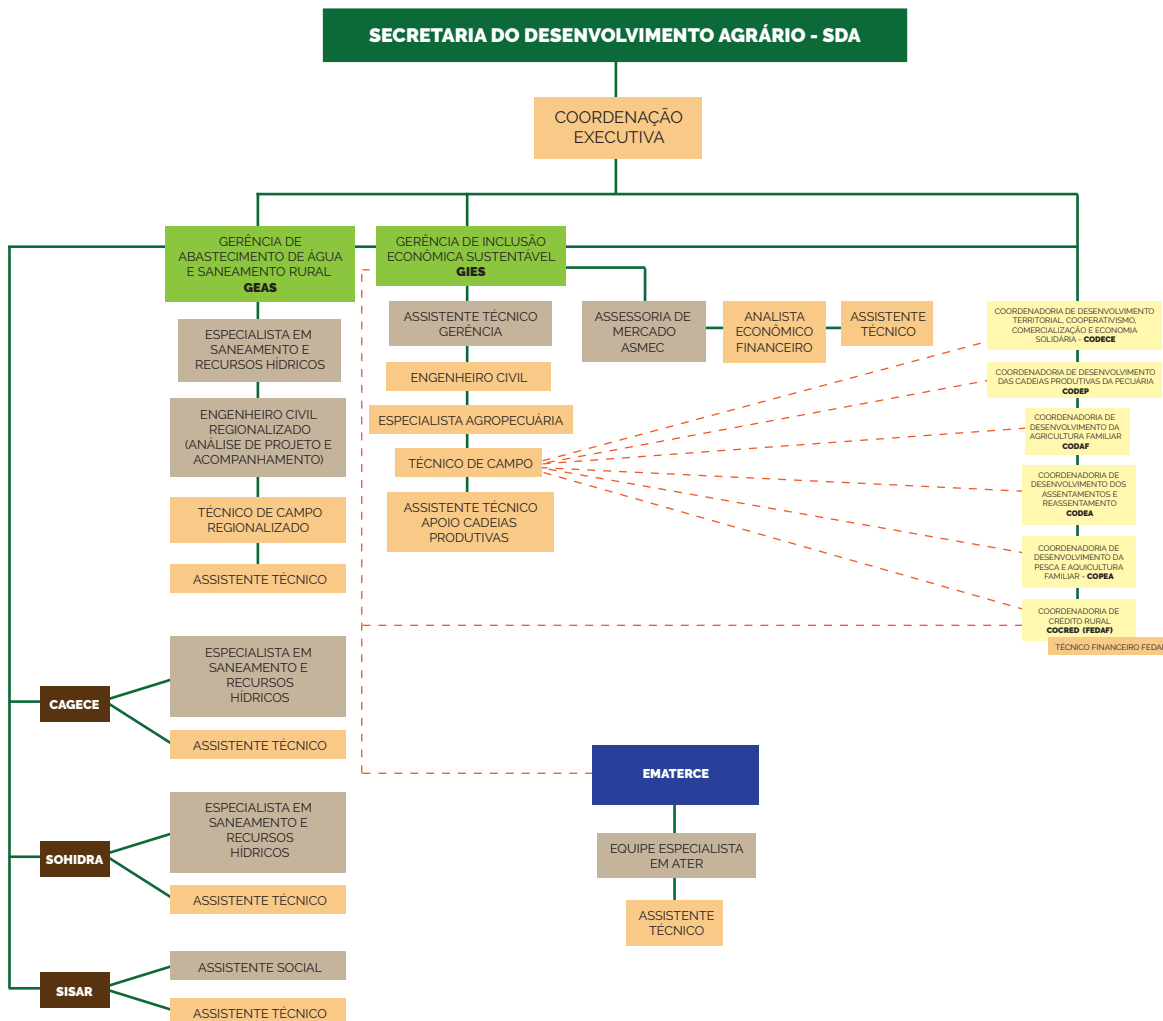 SECRETARIA DO DESENVOLVIMENTO AGRÁRIO - SDA
COORDENAÇÃO
EXECUTIVA
GERÊNCIA DE
ABASTECIMENTO DE ÁGUA
E SANEAMENTO RURAL
GEAS
GERÊNCIA DE INCLUSÃO
ECONÔMICA SUSTENTÁVEL
GIES
ESPECIALISTA EM
SANEAMENTO E
RECURSOS HÍDRICOS
ENGENHEIRO CIVIL
REGIONALIZADO
(ANÁLISE DE PROJETO E
ACOMPANHAMENTO)
TÉCNICO DE CAMPO
REGIONALIZADO
ASSISTENTE TÉCNICO
ASSISTENTE TÉCNICO
GERÊNCIA
ENGENHEIRO CIVIL
ESPECIALISTA AGROPECUÁRIA
TÉCNICO DE CAMPO
ASSISTENTE TÉCNICO
APOIO CADEIAS
PRODUTIVAS
ASSESSORIA DE
MERCADO
ASMEC
ANALISTA
ECONÔMICO
FINANCEIRO
ASSISTENTE
TÉCNICO
COORDENADORIA DE DESENVOLVIMENTO
TERRITORIAL, COOPERATIVISMO,
COMERCIALIZAÇÃO E ECONOMIA
SOLIDÁRIA - CODECE
COORDENADORIA DE DESENVOLVIMENTO
DAS CADEIAS PRODUTIVAS DA PECUÁRIA
CODEP
COORDENADORIA DE
DESENVOLVIMENTO DA
AGRICULTURA FAMILIAR
CODAF
COORDENADORIA DE
DESENVOLVIMENTO DOS
ASSENTAMENTOS E
REASSENTAMENTO
CODEA
COORDENADORIA DE
DESENVOLVIMENTO DA
PESCA E AQUICULTURA
FAMILIAR - COPEA
COORDENADORIA DE
CRÉDITO RURAL
COCRED (FEDAF)
TÉCNICO FINANCEIRO FEDAF
CAGECE
ESPECIALISTA EM
SANEAMENTO E
RECURSOS
HÍDRICOS
ASSISTENTE TÉCNICO
SOHIDRA
ESPECIALISTA EM
SANEAMENTO E
RECURSOS
HÍDRICOS
ASSISTENTE TÉCNICO
SISAR
ASSISTENTE SOCIAL
ASSISTENTE TÉCNICO
EMATERCE
EQUIPE ESPECIALISTA
EM ATER
ASSISTENTE
TÉCNICO